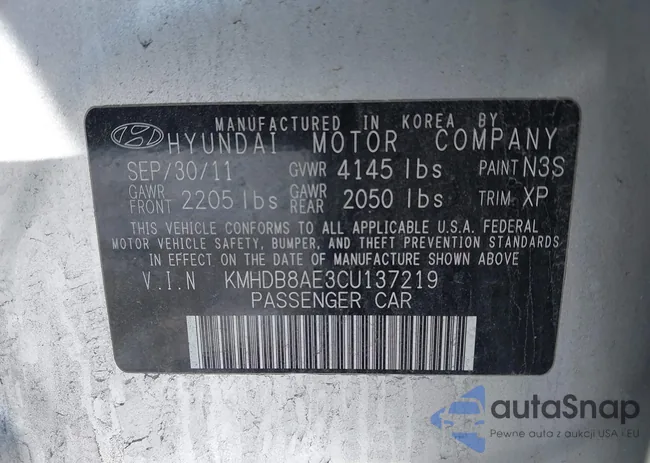 MANUFACTURED IN KOREA BY
HYUNDAI MOTOR COMPANY
SEP/30/11 GVWR 4145 lbs PAINT N3S
GAWR FRONT 2205 lbs GAWR REAR 2050 lbs TRIM XP
THIS VEHICLE CONFORMS TO ALL APPLICABLE U.S.A. FEDERAL
MOTOR VEHICLE SAFETY, BUMPER, AND THEFT PREVENTION STANDARDS
IN EFFECT ON THE DATE OF MANUFACTURE SHOWN ABOVE
V.I.N KMHDB8AE3CU137219
PASSENGER CAR
autaSnap
Pewne auta z aukcji USA i EU